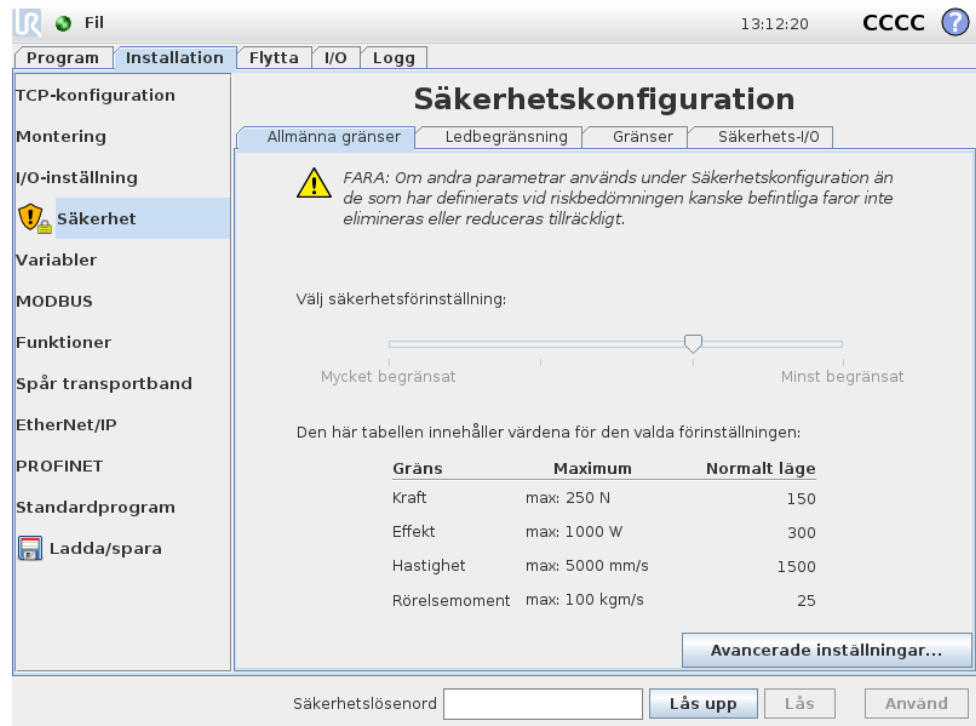 UR Fil 13:12:20 CCCC ?
Program Installation Flytta I/O Logg
TCP-konfiguration
Montering
I/O-inställning
Säkerhet
Variabler
MODBUS
Funktioner
Spår transportband
EtherNet/IP
PROFINET
Standardprogram
Ladda/spara
Säkerhetskonfiguration
Allmänna gränser Ledbegränsning Gränser Säkerhets-I/O
FARA: Om andra parametrar används under Säkerhetskonfiguration än
de som har definierats vid riskbedömningen kanske befintliga faror inte
elimineras eller reduceras tillräckligt.
Välj säkerhetsförinställning:
Mycket begränsat Minst begränsat
Den här tabellen innehåller värdena för den valda förinställningen:
Gräns Maximum Normalt läge
Kraft max: 250 N 150
Effekt max: 1000 W 300
Hastighet max: 5000 mm/s 1500
Rörelsemoment max: 100 kgm/s 25
Avancerade inställningar...
Säkerhetslösenord Lås upp Lås Använd